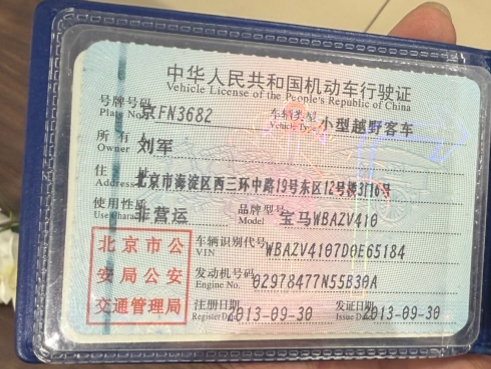 中华人民共和国机动车行驶证
Vehicle License of the People's Republic of China
号牌号码 京FN3682 车辆类型 小型越野客车
Plate No. Vehicle Type
所有人 刘军
Owner
住址 北京市海淀区西三环中路19号东区12号楼3116号
Address
使用性质 非营运 品牌型号 宝马WBAZV410
Use Character Model
北京市公
安局公安
交通管理局
车辆识别代号 WBAZV4107D0E65184
VIN
发动机号码 02978477N55B30A
Engine No.
注册日期 2013-09-30 发证日期 2013-09-30
Register Date Issue Date